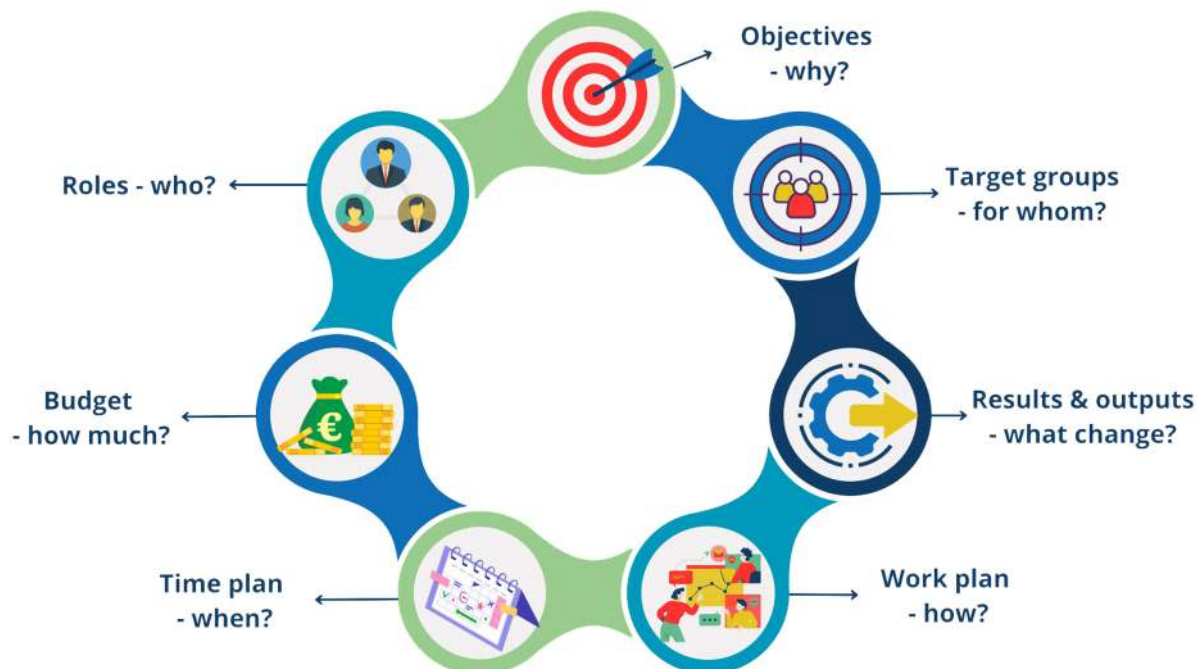 Objectives
- why?
Target groups
- for whom?
Results & outputs
- what change?
Work plan
- how?
Time plan
- when?
Budget
- how much?
€
Roles - who?